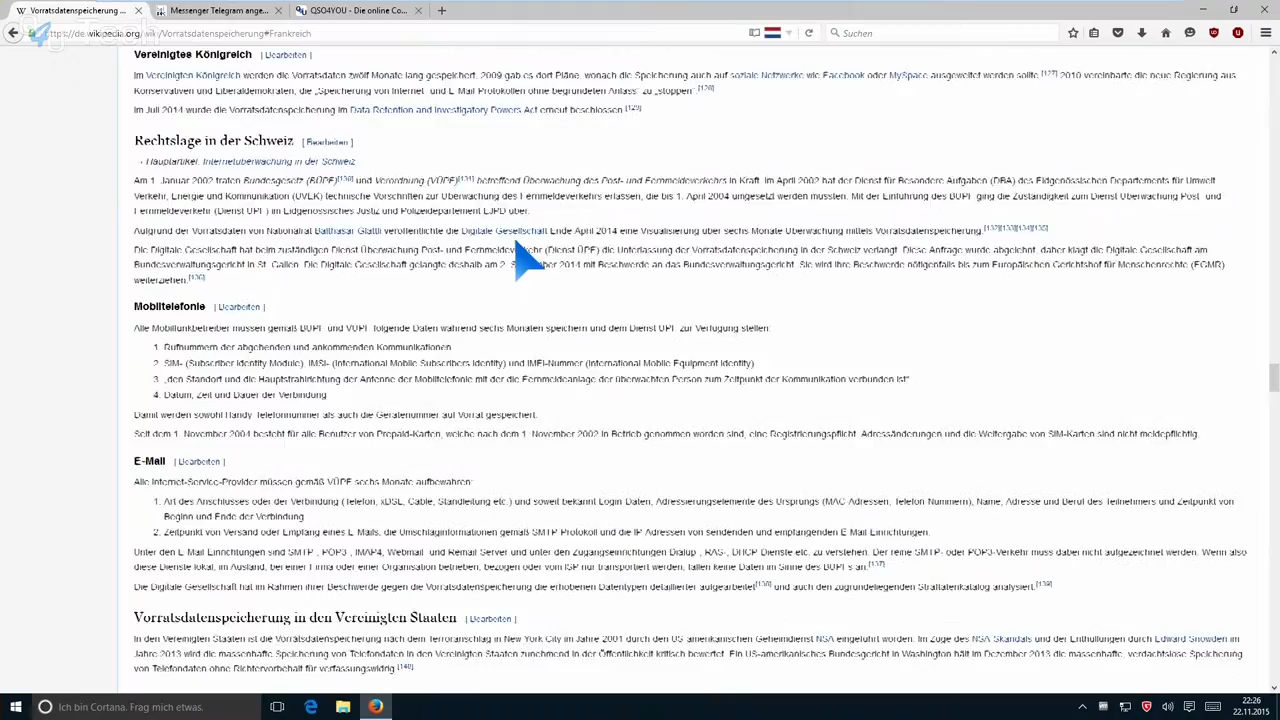 Vorratsdatenspeicherung ...
Messenger Telegram ange...
QSO4YOU - Die online Co...
https://de.wikipedia.org/wiki/Vorratsdatenspeicherung#Frankreich
Suchen
Vereinigtes Königreich [ Bearbeiten ]
Im Vereinigten Königreich werden die Vorratsdaten zwölf Monate lang gespeichert. 2009 gab es dort Pläne, wonach die Speicherung auch auf soziale Netzwerke wie Facebook oder MySpace ausgeweitet werden sollte.[127] 2010 vereinbarte die neue Regierung aus
Konservativen und Liberaldemokraten, die „Speicherung von Internet- und E-Mail-Protokollen ohne begründeten Anlass“ zu „stoppen“.[128]
Im Juli 2014 wurde die Vorratsdatenspeicherung im Data Retention and Investigatory Powers Act erneut beschlossen.[129]
Rechtslage in der Schweiz [ Bearbeiten ]
→ Hauptartikel: Internetüberwachung in der Schweiz
Am 1. Januar 2002 traten Bundesgesetz (BÜPF)[130] und Verordnung (VÜPF)[131] betreffend Überwachung des Post- und Fernmeldeverkehrs in Kraft. Im April 2002 hat der Dienst für Besondere Aufgaben (DBA) des Eidgenössischen Departements für Umwelt
Verkehr, Energie und Kommunikation (UVEK) technische Vorschriften zur Überwachung des Fernmeldeverkehrs erlassen, die bis 1. April 2004 umgesetzt werden mussten. Mit der Einführung des BÜPF ging die Zuständigkeit zum Dienst Überwachung Post- und
Fernmeldeverkehr (Dienst ÜPF) im Eidgenössisches Justiz- und Polizeidepartement EJPD über.
Aufgrund der Vorratsdaten von Nationalrat Balthasar Glättli veröffentlichte die Digitale Gesellschaft Ende April 2014 eine Visualisierung über sechs Monate Überwachung mittels Vorratsdatenspeicherung.[132][133][134][135]
Die Digitale Gesellschaft hat beim zuständigen Dienst Überwachung Post- und Fernmeldeverkehr (Dienst ÜPF) die Unterlassung der Vorratsdatenspeicherung in der Schweiz verlangt. Diese Anfrage wurde abgelehnt, daher klagt die Digitale Gesellschaft am
Bundesverwaltungsgericht in St. Gallen. Die Digitale Gesellschaft gelangte deshalb am 2. September 2014 mit Beschwerde an das Bundesverwaltungsgericht. Sie wird ihre Beschwerde nötigenfalls bis zum Europäischen Gerichtshof für Menschenrechte (EGMR)
weiterziehen.[136]
Mobiltelefonie [ Bearbeiten ]
Alle Mobilfunkbetreiber müssen gemäß BÜPF und VÜPF folgende Daten während sechs Monaten speichern und dem Dienst ÜPF zur Verfügung stellen:
1. Rufnummern der abgehenden und ankommenden Kommunikationen
2. SIM- (Subscriber Identity Module), IMSI- (International Mobile Subscribers Identity) und IMEI-Nummer (International Mobile Equipment Identity)
3. „den Standort und die Hauptstrahlrichtung der Antenne der Mobiltelefonie mit der die Fernmeldeanlage der überwachten Person zum Zeitpunkt der Kommunikation verbunden ist“
4. Datum, Zeit und Dauer der Verbindung
Damit werden sowohl Handy-Telefonnummer als auch die Gerätenummer auf Vorrat gespeichert.
Seit dem 1. November 2004 besteht für alle Benutzer von Prepaid-Karten, welche nach dem 1. November 2002 in Betrieb genommen worden sind, eine Registrierungspflicht. Adressänderungen und die Weitergabe von SIM-Karten sind nicht meldepflichtig.
E-Mail [ Bearbeiten ]
Alle Internet-Service-Provider müssen gemäß VÜPF sechs Monate aufbewahren:
1. Art des Anschlusses oder der Verbindung (Telefon, xDSL, Cable, Standleitung etc.) und soweit bekannt Login-Daten, Adressierungselemente des Ursprungs (MAC-Adressen, Telefon-Nummern), Name, Adresse und Beruf des Teilnehmers und Zeitpunkt von
Beginn und Ende der Verbindung
2. Zeitpunkt von Versand oder Empfang eines E-Mails, die Umschlaginformationen gemäß SMTP-Protokoll und die IP-Adressen von sendenden und empfangenden E-Mail-Einrichtungen.
Unter den E-Mail-Einrichtungen sind SMTP-, POP3-, IMAP4, Webmail- und Remail-Server und unter den Zugangseinrichtungen Dialup-, RAS-, DHCP-Dienste etc. zu verstehen. Der reine SMTP- oder POP3-Verkehr muss dabei nicht aufgezeichnet werden. Wenn also
diese Dienste lokal, im Ausland, bei einer Firma oder einer Organisation betrieben, bezogen oder vom ISP nur transportiert werden, fallen keine Daten im Sinne des BÜPFs an.[137]
Die Digitale Gesellschaft hat im Rahmen ihrer Beschwerde gegen die Vorratsdatenspeicherung die erhobenen Datentypen detaillierter aufgearbeitet[138] und auch den zugrundeliegenden Straftatenkatalog analysiert.[139]
Vorratsdatenspeicherung in den Vereinigten Staaten [ Bearbeiten ]
In den Vereinigten Staaten ist die Vorratsdatenspeicherung nach dem Terroranschlag in New York City im Jahre 2001 durch den US-amerikanischen Geheimdienst NSA eingeführt worden. Im Zuge des NSA-Skandals und der Enthüllungen durch Edward Snowden im
Jahre 2013 wird die massenhafte Speicherung von Telefondaten in den Vereinigten Staaten zunehmend in der Öffentlichkeit kritisch bewertet. Ein US-amerikanisches Bundesgericht in Washington hält im Dezember 2013 die massenhafte, verdachtslose Speicherung
von Telefondaten ohne Richtervorbehalt für verfassungswidrig.[140]
Ich bin Cortana. Frag mich etwas.
22:26
22.11.2015